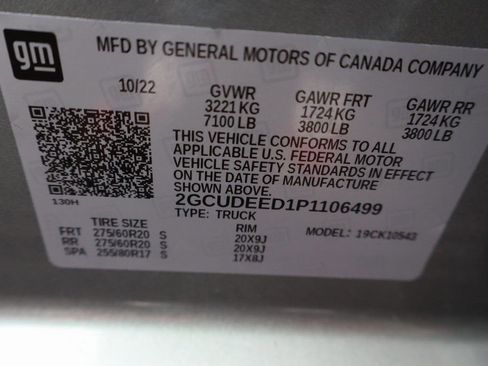 gm
MFD BY GENERAL MOTORS OF CANADA COMPANY
10/22 GVWR GAWR FRT GAWR RR
3221 KG 1724 KG 1724 KG
7100 LB 3800 LB 3800 LB
THIS VEHICLE CONFORMS TO ALL
APPLICABLE U.S. FEDERAL MOTOR
VEHICLE SAFETY STANDARDS IN EFFECT
ON THE DATE OF MANUFACTURE
SHOWN ABOVE.
130H 2GCUDEED1P1106499
TYPE: TRUCK MODEL: 19CK10543
TIRE SIZE RIM
FRT 275/60R20 S 20X9J
RR 275/60R20 S 20X9J
SPA 255/80R17 S 17X8J